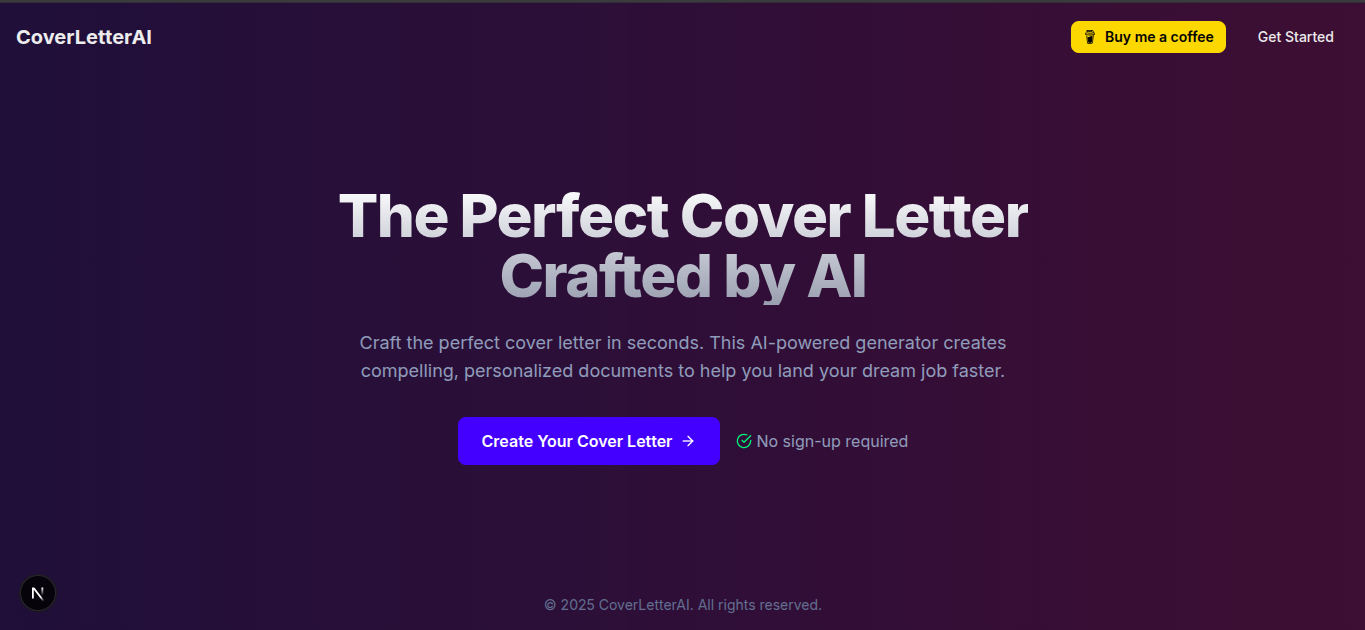 CoverLetterAI
Buy me a coffee
Get Started
The Perfect Cover Letter
Crafted by AI
Craft the perfect cover letter in seconds. This AI-powered generator creates
compelling, personalized documents to help you land your dream job faster.
Create Your Cover Letter →
No sign-up required
N
© 2025 CoverLetterAI. All rights reserved.